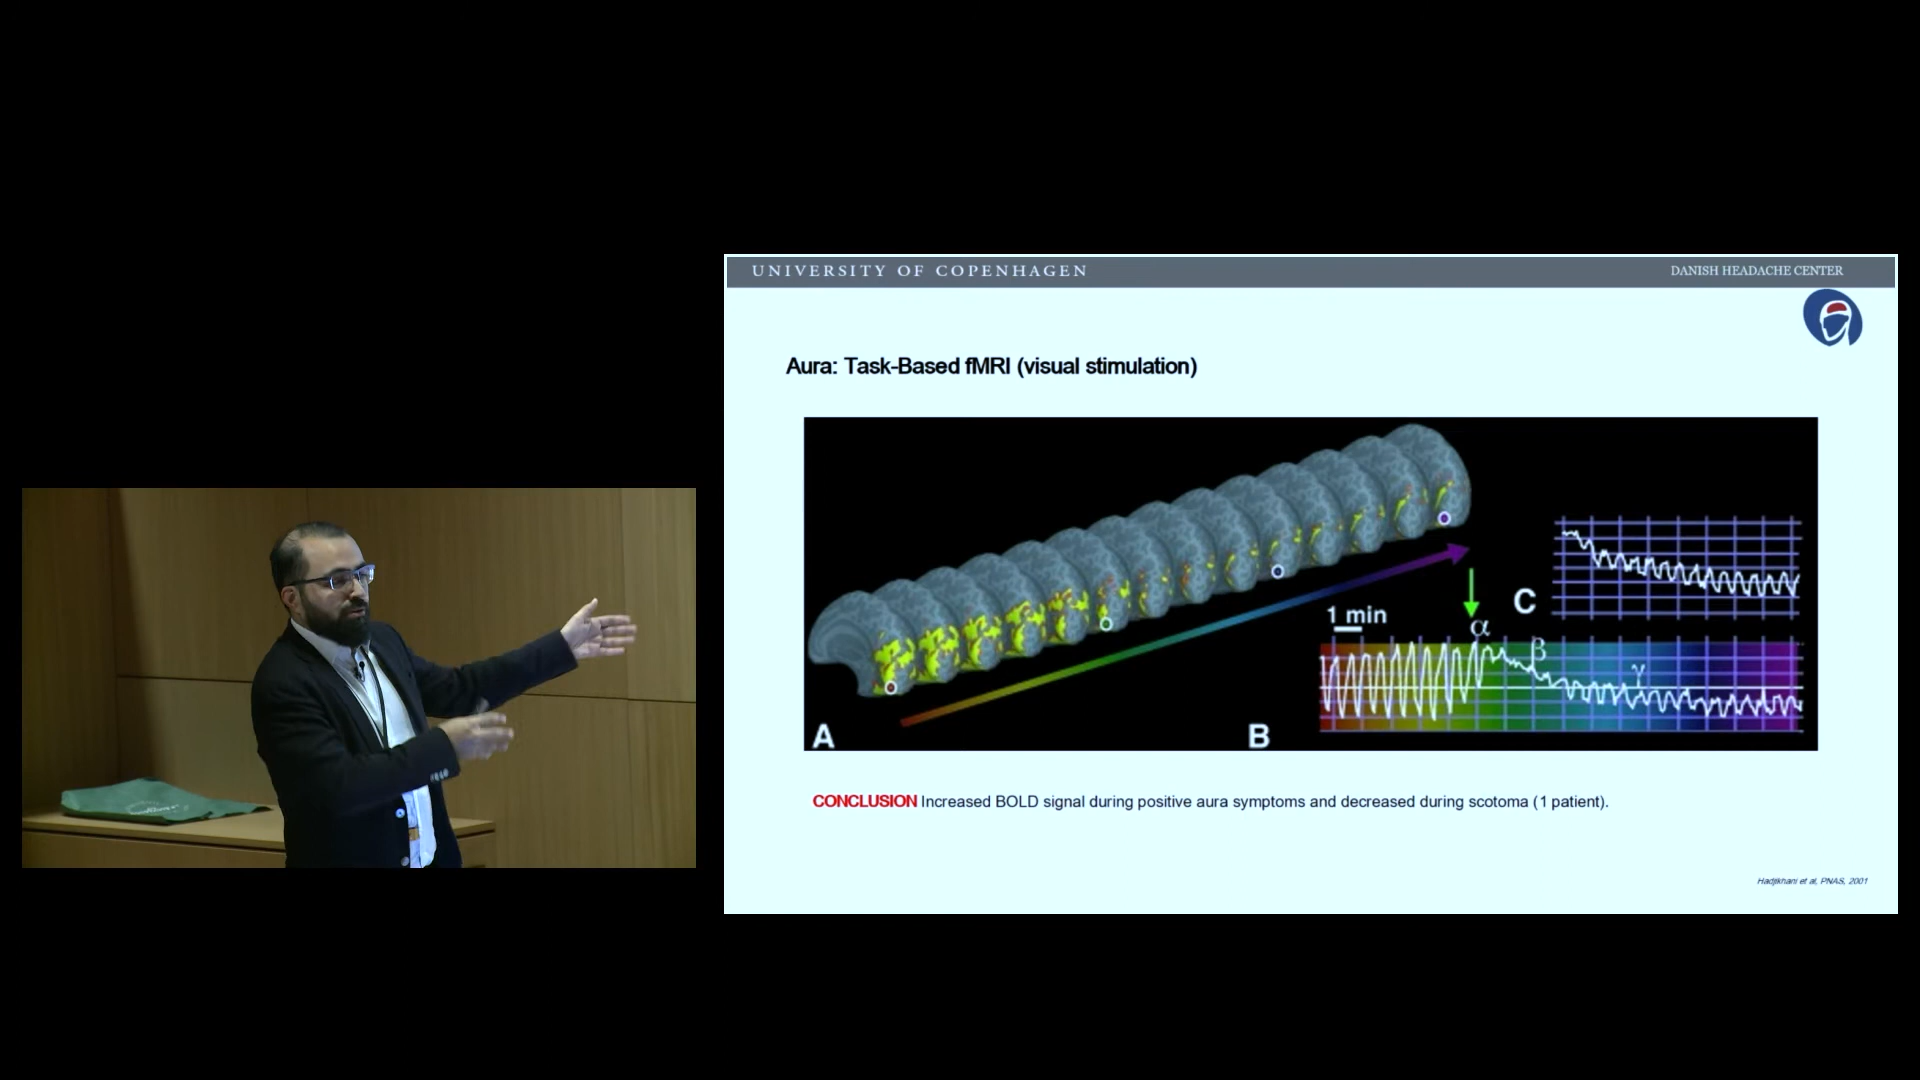 UNIVERSITY OF COPENHAGEN
DANISH HEADACHE CENTER
Aura: Task-Based fMRI (visual stimulation)
A
B
C
1 min
α
β
γ
CONCLUSION Increased BOLD signal during positive aura symptoms and decreased during scotoma (1 patient).
Hadjikhani et al, PNAS, 2001